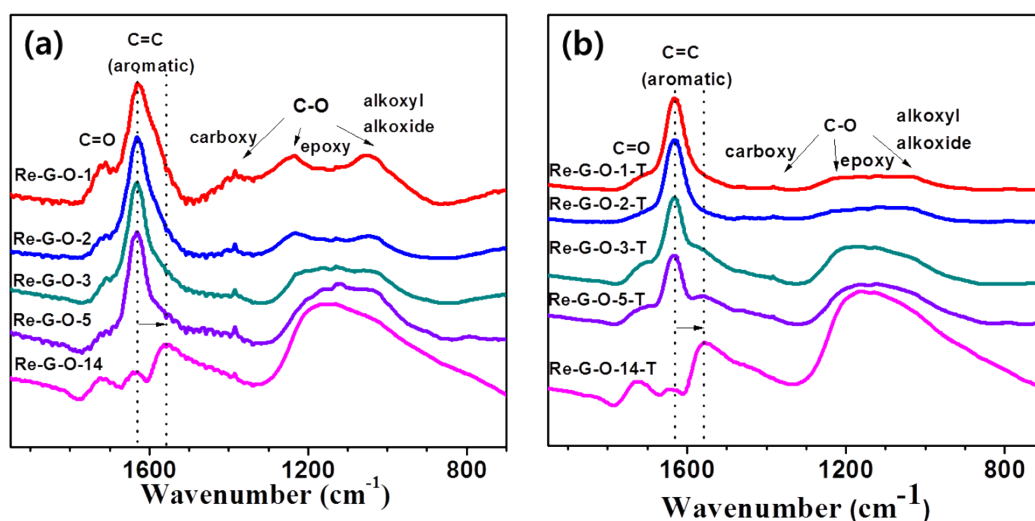 (a)
C=C
(aromatic)
C=O
carboxy
C-O
epoxy
alkoxyl
alkoxide
Re-G-O-1
Re-G-O-2
Re-G-O-3
Re-G-O-5
Re-G-O-14
1600
1200
800
Wavenumber (cm-1)
(b)
C=C
(aromatic)
C=O
carboxy
C-O
epoxy
alkoxyl
alkoxide
Re-G-O-1-T
Re-G-O-2-T
Re-G-O-3-T
Re-G-O-5-T
Re-G-O-14-T
1600
1200
800
Wavenumber (cm-1)